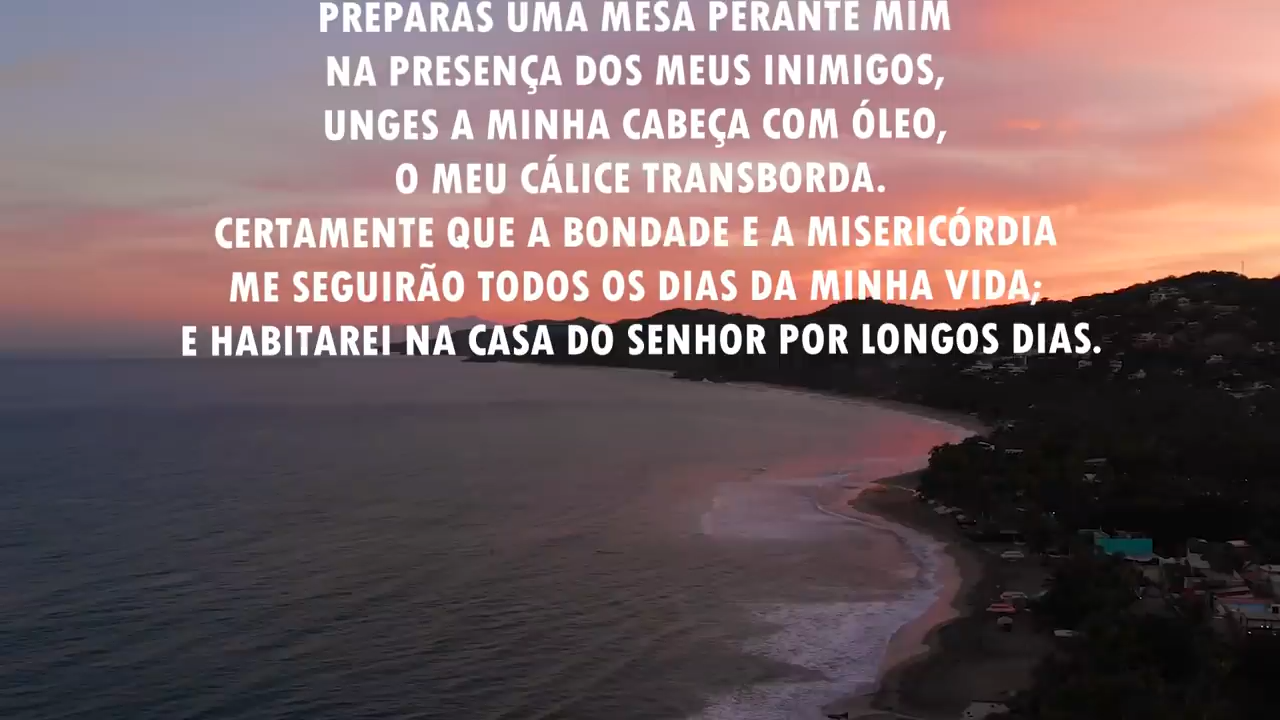 PREPARAS UMA MESA PERANTE MIM
NA PRESENÇA DOS MEUS INIMIGOS,
UNGES A MINHA CABEÇA COM ÓLEO,
O MEU CÁLICE TRANSBORDA.
CERTAMENTE QUE A BONDADE E A MISERICÓRDIA
ME SEGUIRÃO TODOS OS DIAS DA MINHA VIDA;
E HABITAREI NA CASA DO SENHOR POR LONGOS DIAS.